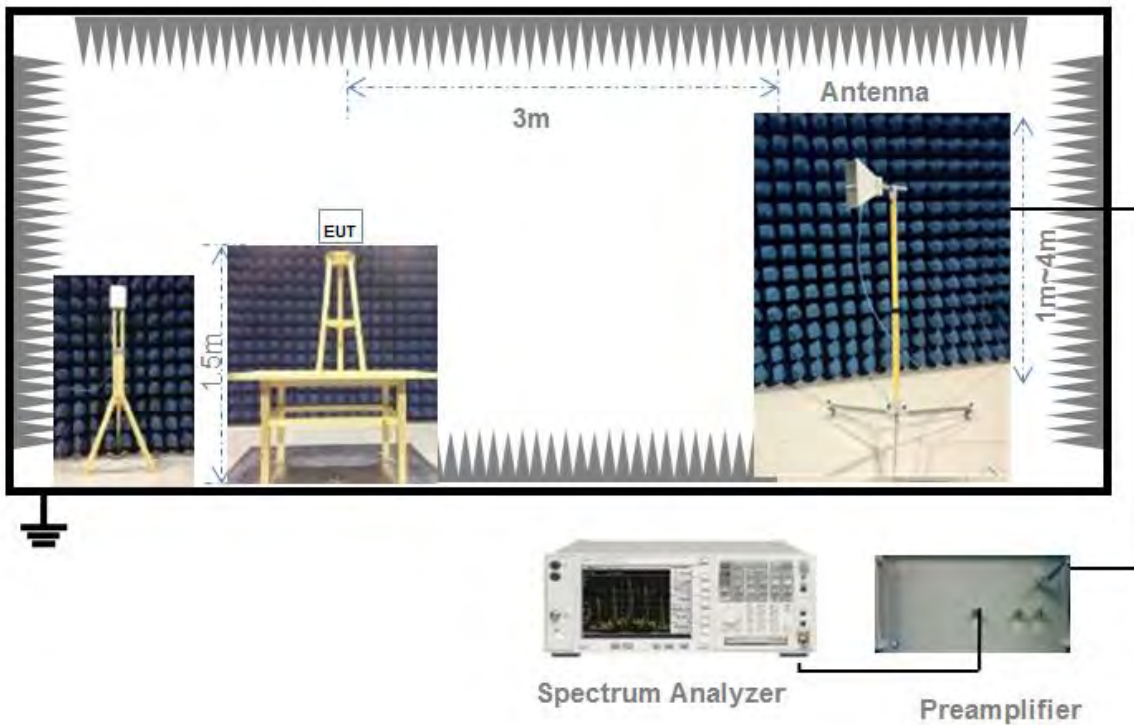 Antenna
3m
EUT
1m~4m
1.5m
Spectrum Analyzer
Preamplifier